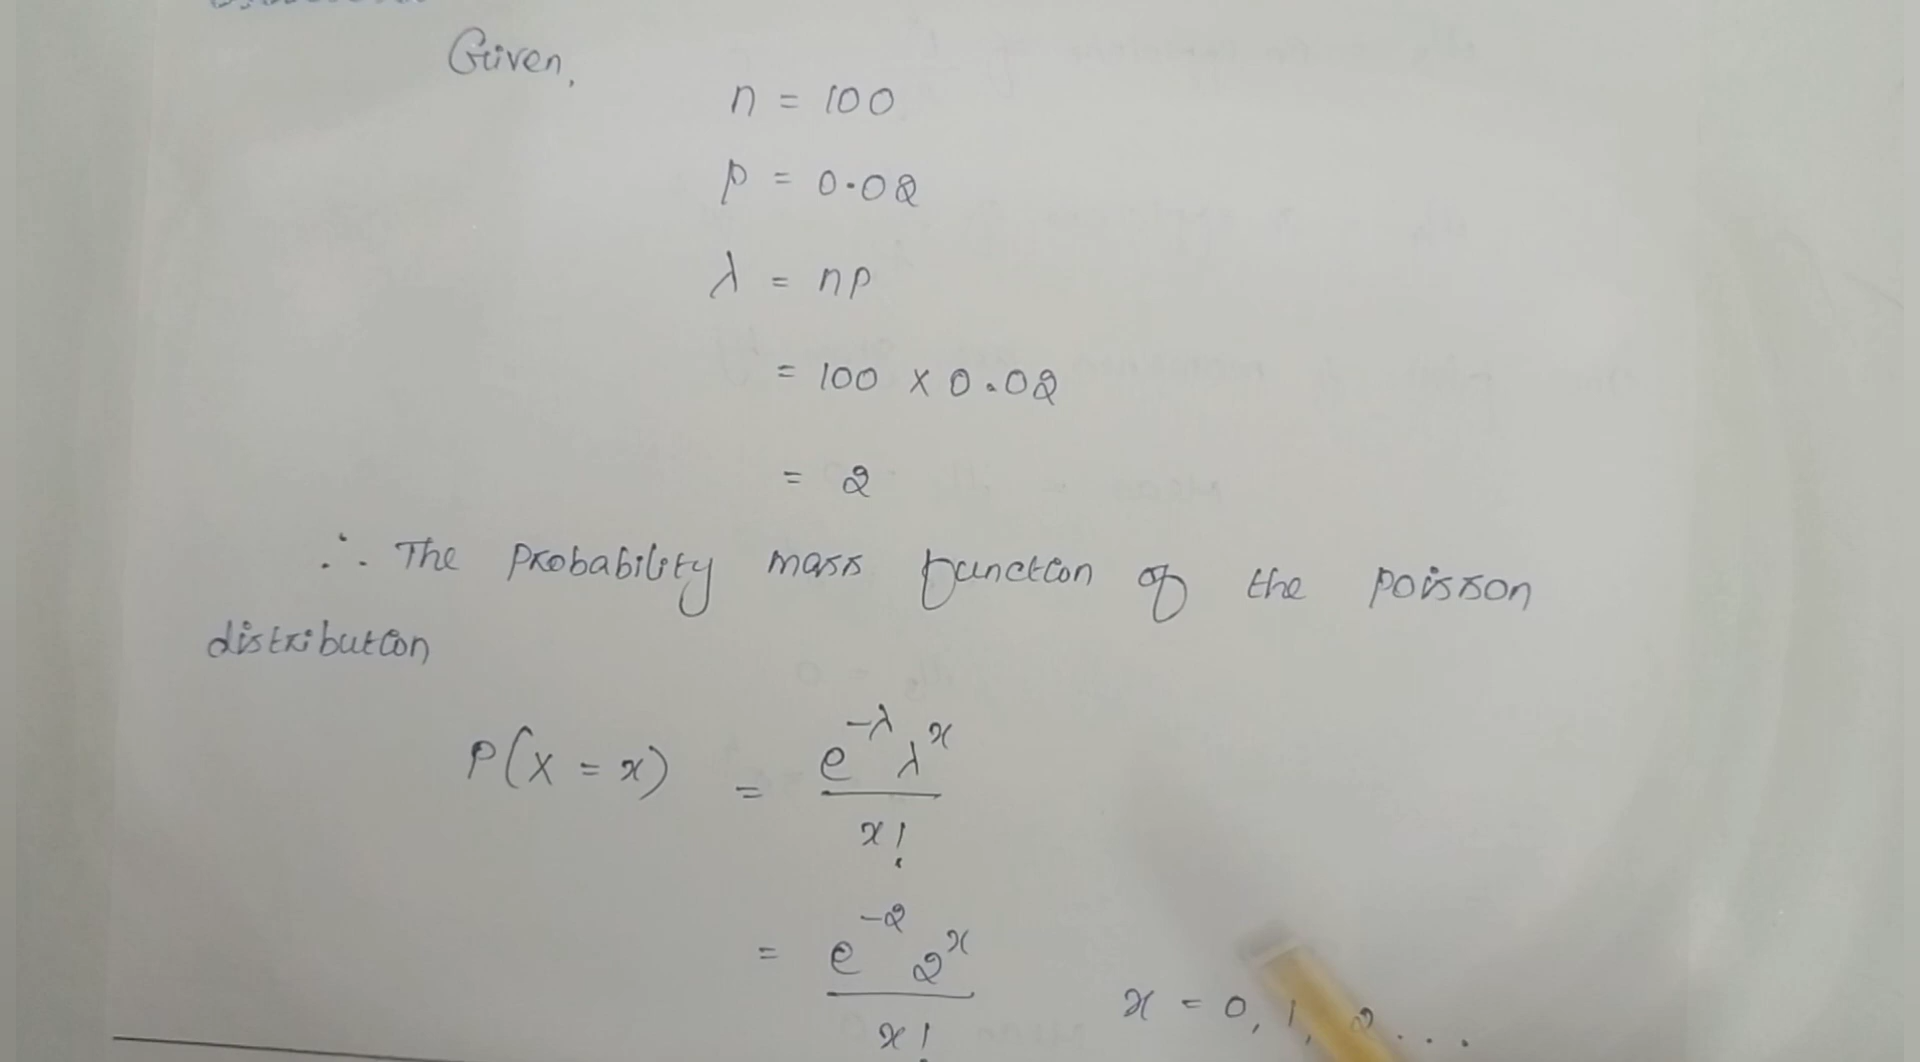 Given,
n = 100
p = 0.02
λ = np
= 100 × 0.02
= 2
∴ The Probability mass function of the poisson
distribution
P(X = x) = e^-λ λ^x / x!
= e^-2 2^x / x!   x = 0, 1, 2 ...